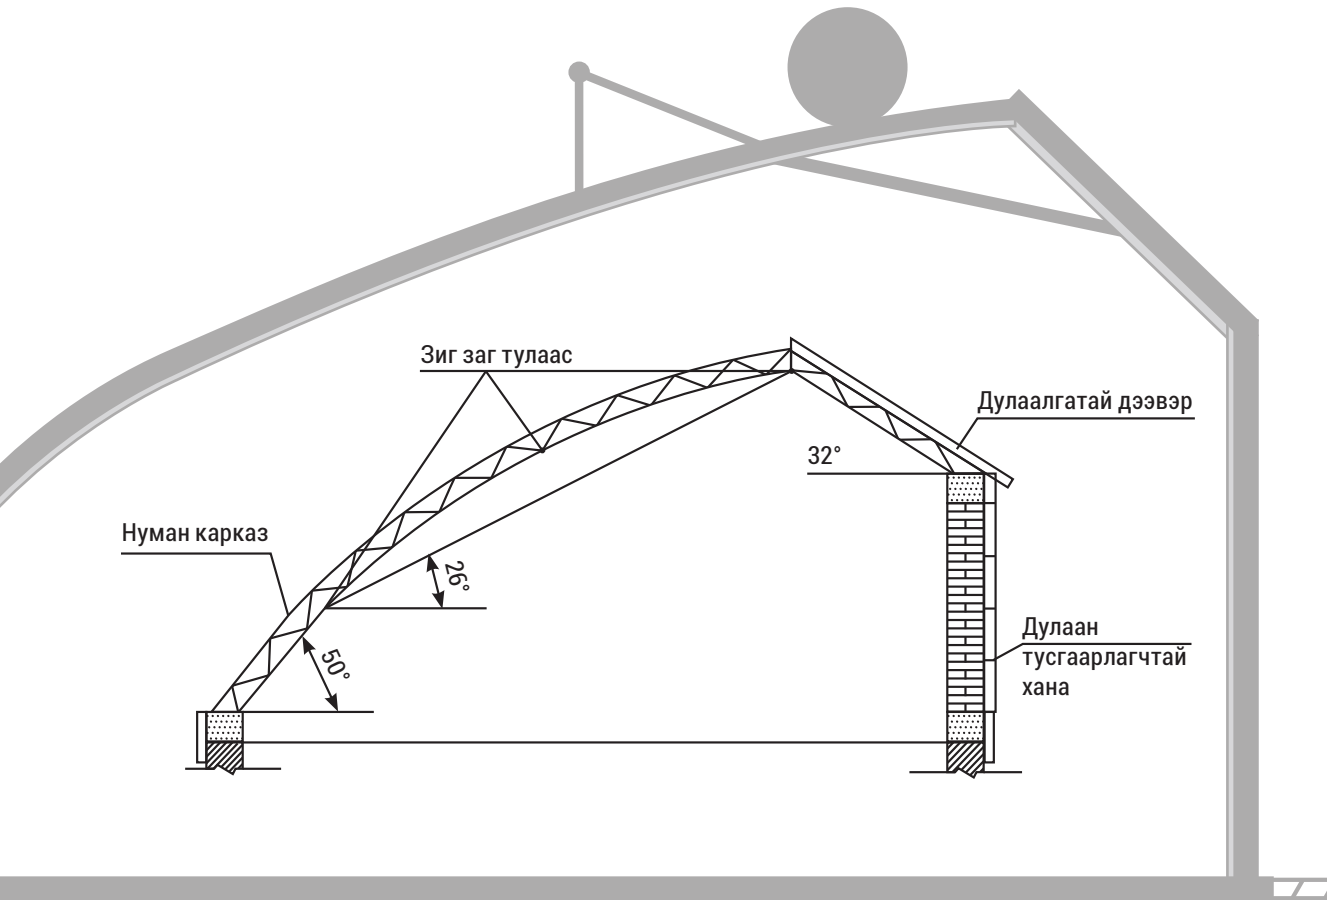 Зиг заг тулаас
Дулаалгатай дээвэр
32°
Нуман карказ
26°
Дулаан
тусгаарлагчтай
хана
50°